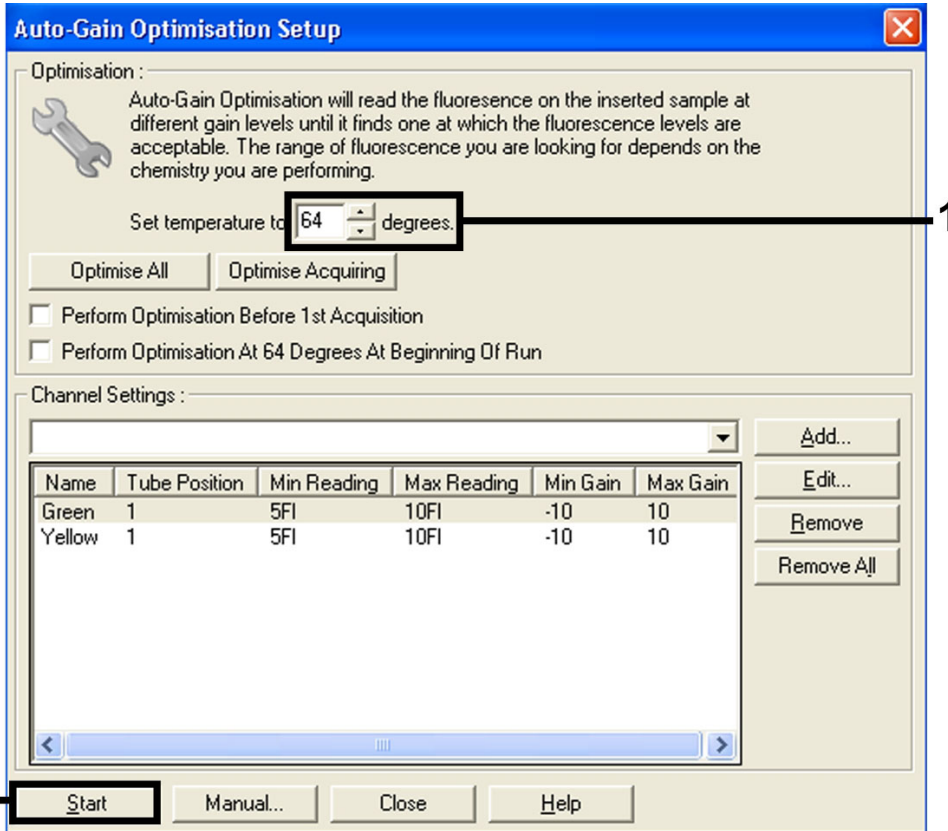 Auto-Gain Optimisation Setup
Optimisation :
Auto-Gain Optimisation will read the fluoresence on the inserted sample at
different gain levels until it finds one at which the fluorescence levels are
acceptable. The range of fluorescence you are looking for depends on the
chemistry you are performing.
Set temperature to 64 degrees. 1
Optimise All Optimise Acquiring
Perform Optimisation Before 1st Acquisition
Perform Optimisation At 64 Degrees At Beginning Of Run
Channel Settings :
Add...
Name Tube Position Min Reading Max Reading Min Gain Max Gain Edit...
Green 1 5Fl 10Fl -10 10
Remove
Yellow 1 5Fl 10Fl -10 10
Remove All
Start Manual... Close Help